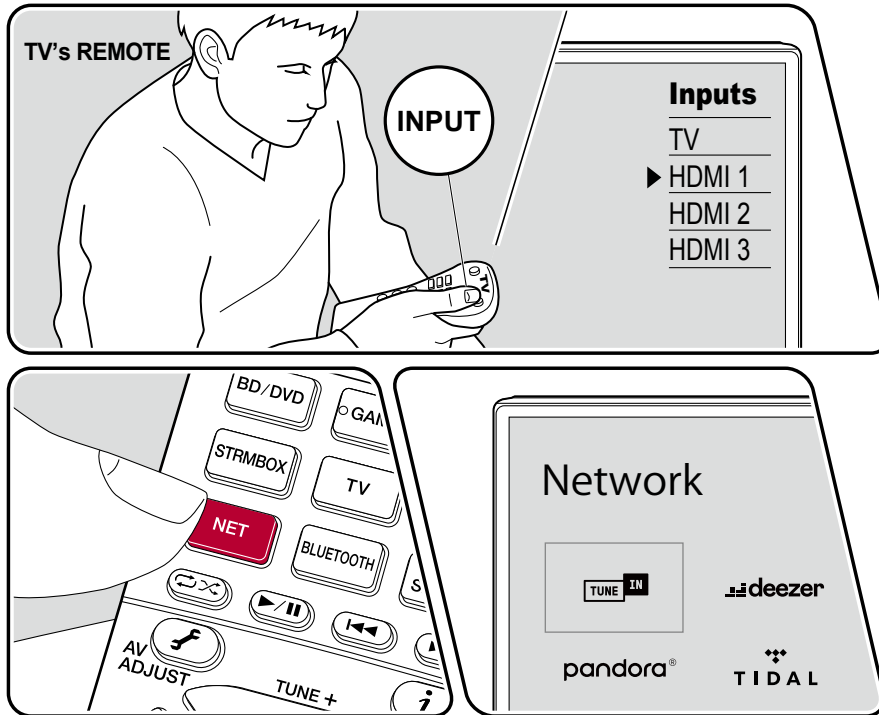 TV's REMOTE
INPUT
TV
Inputs
TV
HDMI 1
HDMI 2
HDMI 3
BD/DVD
STRMBOX
TV
NET
BLUETOOTH
AV
ADJUST
TUNE +
i
Network
TUNE IN
deezer
pandora®
TIDAL